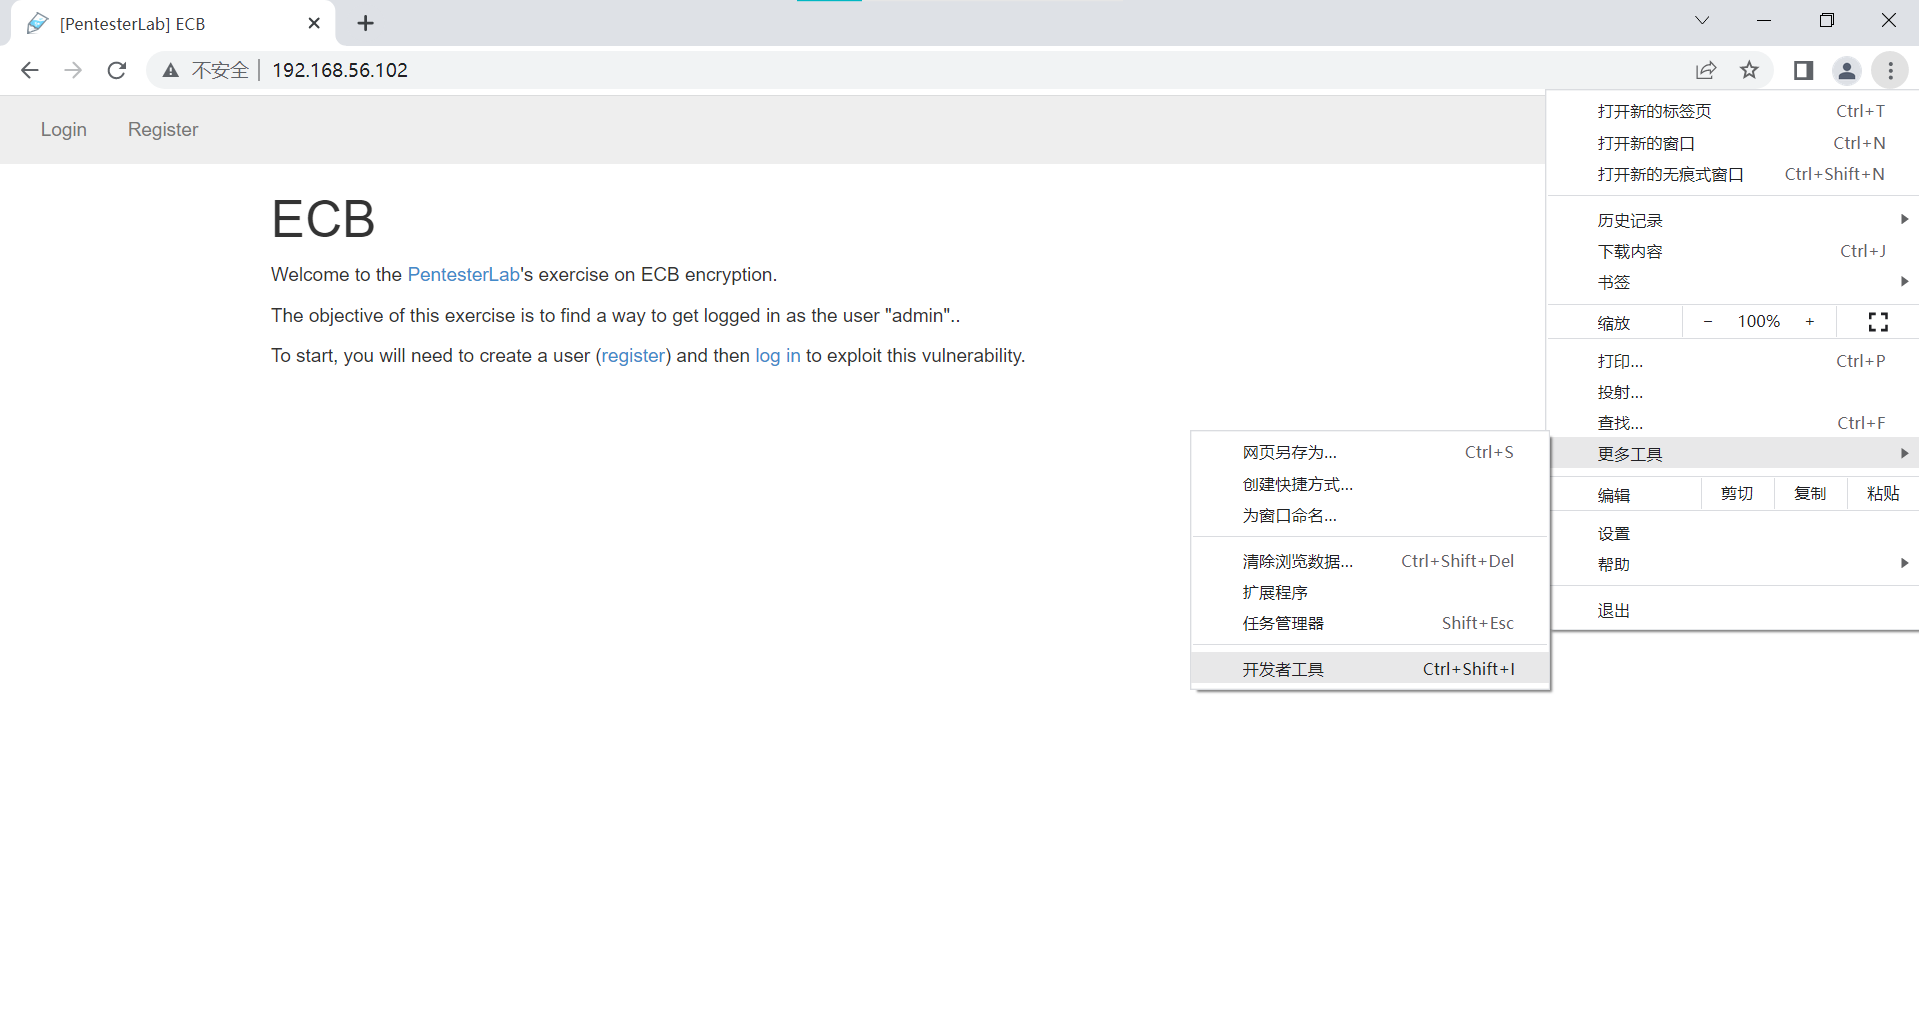 [PentesterLab] ECB
不安全 192.168.56.102
Login Register
ECB
Welcome to the PentesterLab's exercise on ECB encryption.
The objective of this exercise is to find a way to get logged in as the user "admin"..
To start, you will need to create a user (register) and then log in to exploit this vulnerability.
打开新的标签页 Ctrl+T
打开新的窗口 Ctrl+N
打开新的无痕式窗口 Ctrl+Shift+N
历史记录
下载内容 Ctrl+J
书签
缩放 − 100% +
打印... Ctrl+P
投射...
查找... Ctrl+F
更多工具
编辑 剪切 复制 粘贴
设置
帮助
退出
网页另存为... Ctrl+S
创建快捷方式...
为窗口命名...
清除浏览数据... Ctrl+Shift+Del
扩展程序
任务管理器 Shift+Esc
开发者工具 Ctrl+Shift+I